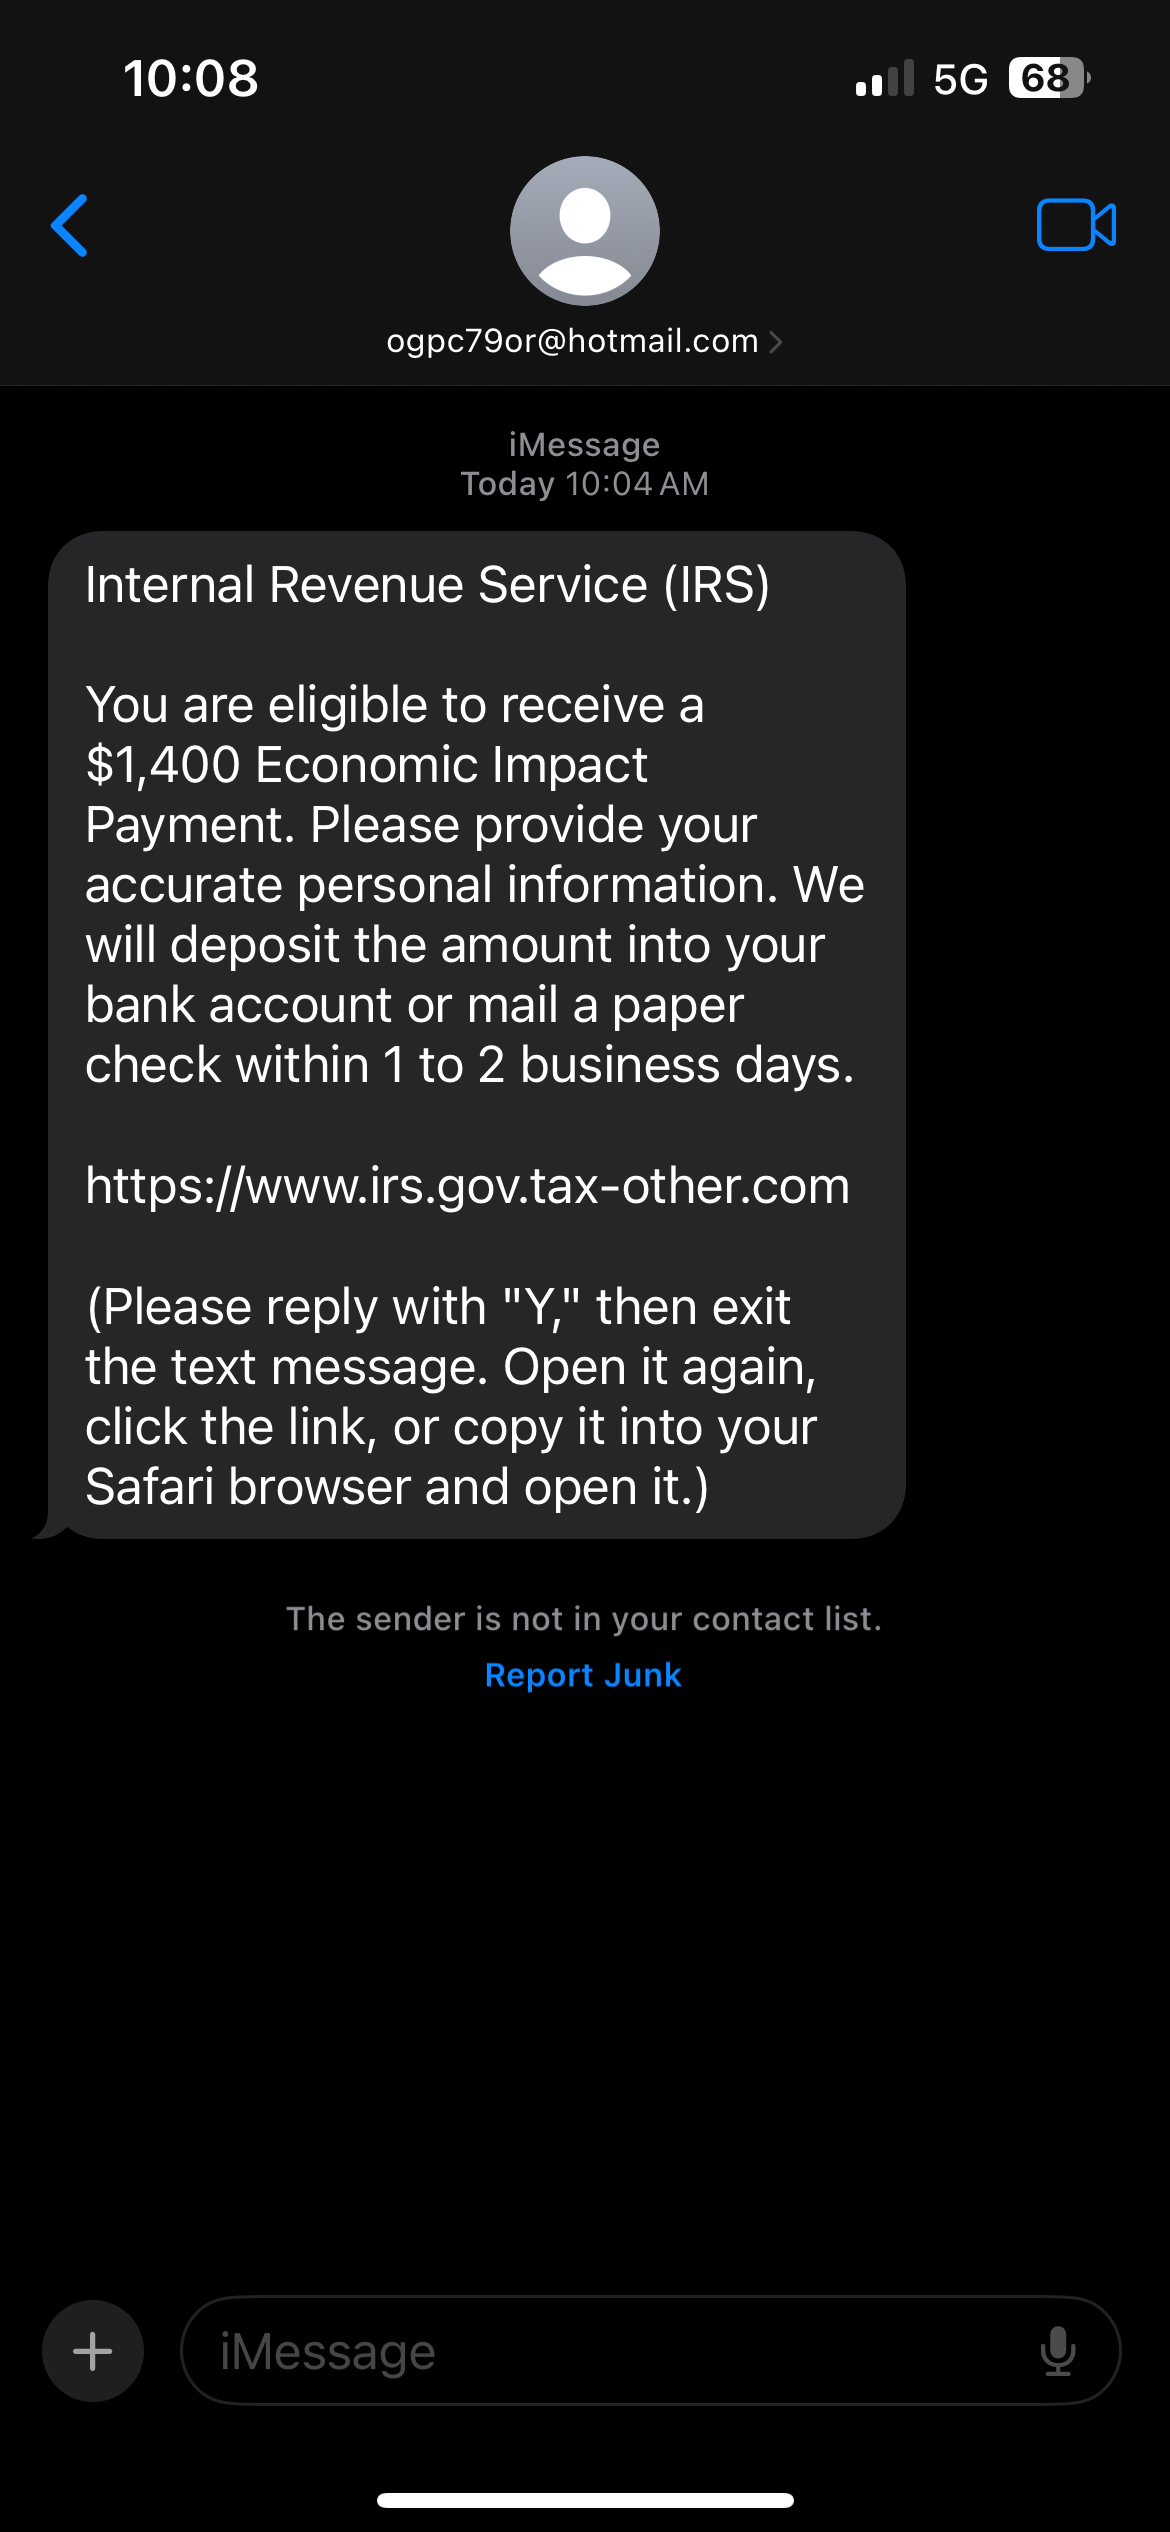 10:08
5G 68
ogpc79or@hotmail.com
iMessage
Today 10:04 AM
Internal Revenue Service (IRS)
You are eligible to receive a
$1,400 Economic Impact
Payment. Please provide your
accurate personal information. We
will deposit the amount into your
bank account or mail a paper
check within 1 to 2 business days.
https://www.irs.gov.tax-other.com
(Please reply with "Y," then exit
the text message. Open it again,
click the link, or copy it into your
Safari browser and open it.)
The sender is not in your contact list.
Report Junk
iMessage